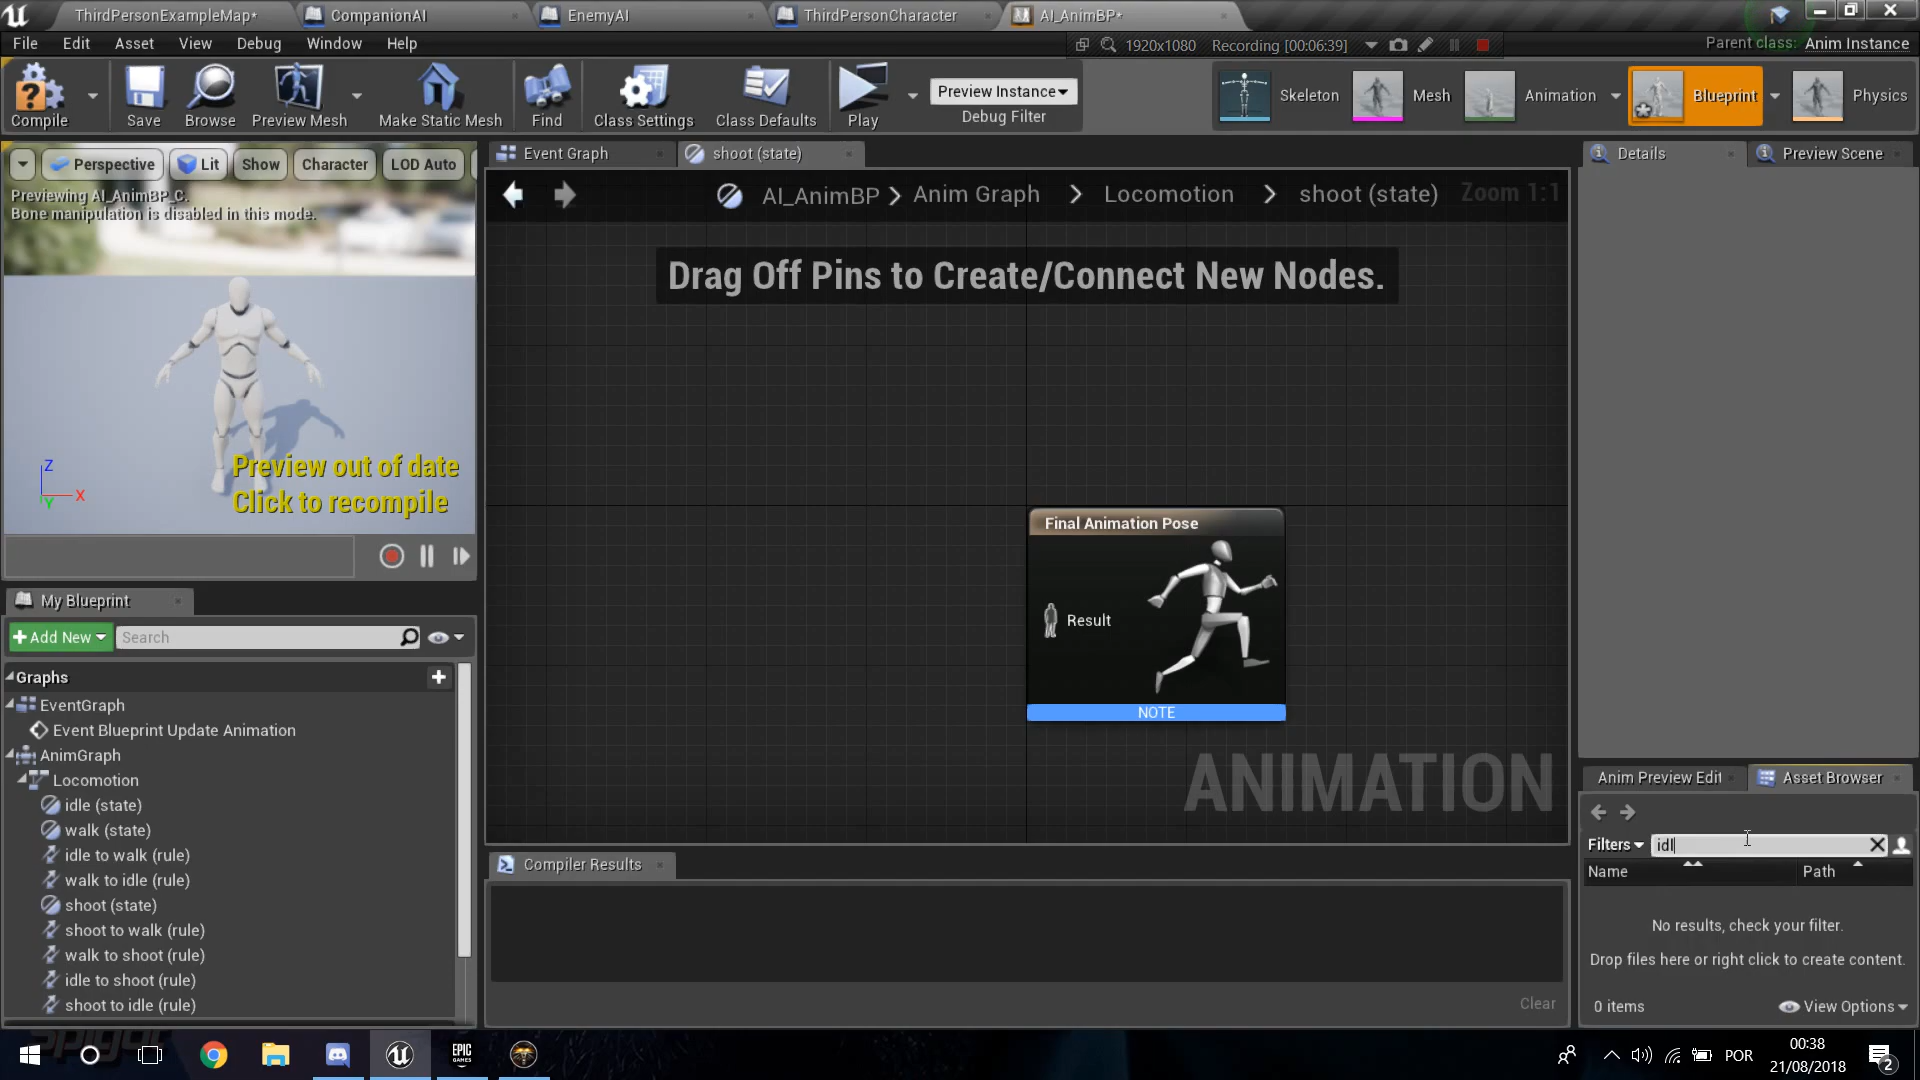 ThirdPersonExampleMap*
CompanionAI
EnemyAI
ThirdPersonCharacter
AI_AnimBP*
File Edit Asset View Debug Window Help
1920x1080 Recording [00:06:39]
Parent class: Anim Instance
Compile
Save
Browse
Preview Mesh
Make Static Mesh
Find
Class Settings
Class Defaults
Play
Preview Instance
Debug Filter
Skeleton
Mesh
Animation
Blueprint
Physics
Perspective
Lit
Show
Character
LOD Auto
Previewing AI_AnimBP_C.
Bone manipulation is disabled in this mode.
Z
X
Y
Preview out of date
Click to recompile
Event Graph
shoot (state)
AI_AnimBP > Anim Graph > Locomotion > shoot (state)
Zoom 1:1
Drag Off Pins to Create/Connect New Nodes.
Final Animation Pose
Result
NOTE
ANIMATION
My Blueprint
+ Add New
Search
Graphs
EventGraph
Event Blueprint Update Animation
AnimGraph
Locomotion
idle (state)
walk (state)
idle to walk (rule)
walk to idle (rule)
shoot (state)
shoot to walk (rule)
walk to shoot (rule)
idle to shoot (rule)
shoot to idle (rule)
Compiler Results
Clear
Details
Preview Scene
Anim Preview Edit
Asset Browser
Filters
idl
Name
Path
No results, check your filter.
Drop files here or right click to create content.
0 items
View Options
EPIC
GAMES
POR
00:38
21/08/2018
2